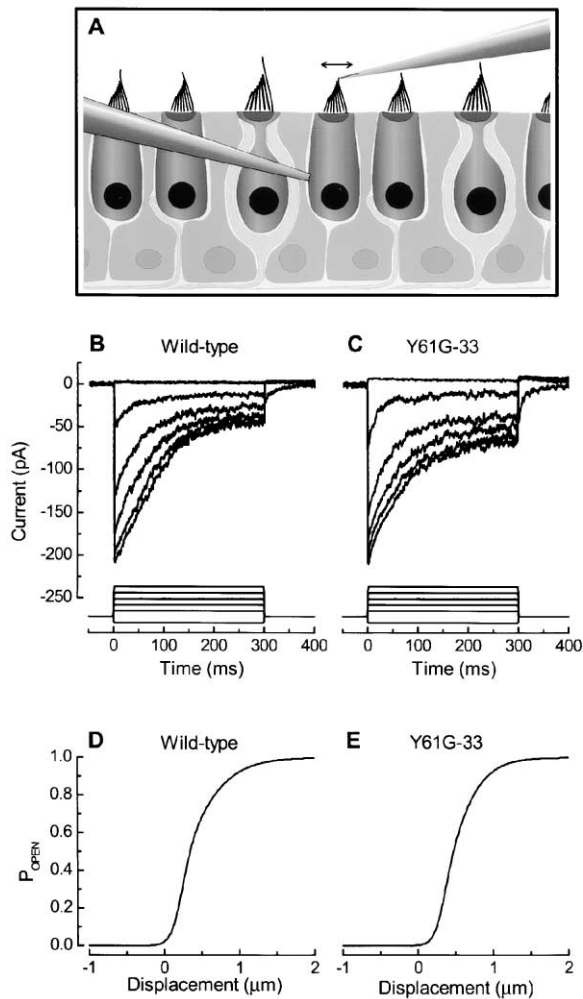 A
B Wild-type
C Y61G-33
Current (pA)
0
-50
-100
-150
-200
-250
0 100 200 300 400
0 100 200 300 400
Time (ms)
Time (ms)
D Wild-type
E Y61G-33
P_OPEN
1.0
0.8
0.6
0.4
0.2
0.0
-1 0 1 2
-1 0 1 2
Displacement (μm)
Displacement (μm)